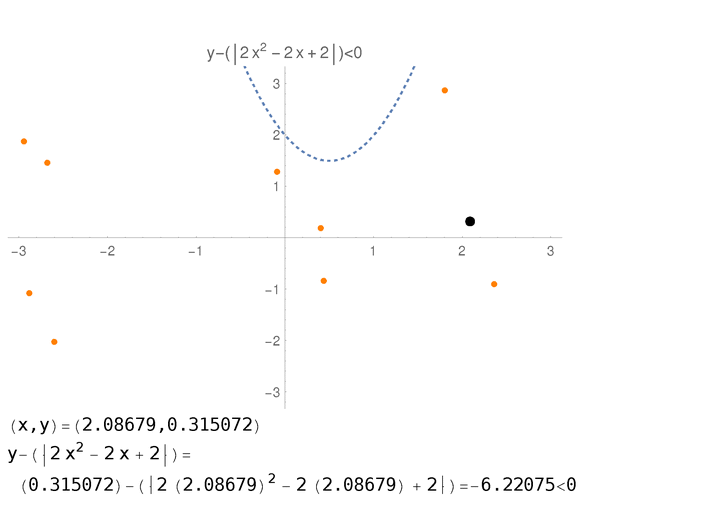 y−(|2x² − 2x+2|)<0
3
2
1
−3 −2 −1 1 2 3
−1
−2
−3
(x,y)=(2.08679,0.315072)
y−(|2x² − 2x+2|)=
(0.315072)−(|2 (2.08679)² − 2 (2.08679) +2|)=−6.22075<0